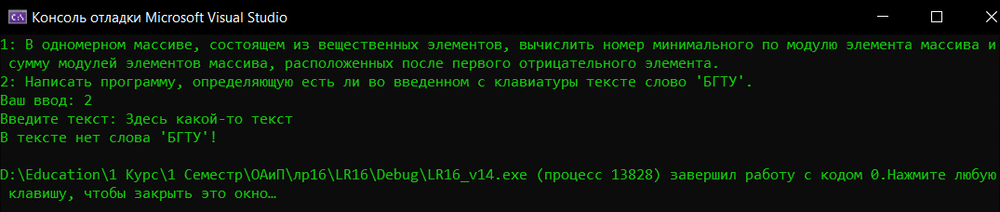 Консоль отладки Microsoft Visual Studio
1: В одномерном массиве, состоящем из вещественных элементов, вычислить номер минимального по модулю элемента массива и
сумму модулей элементов массива, расположенных после первого отрицательного элемента.
2: Написать программу, определяющую есть ли во введенном с клавиатуры тексте слово 'БГТУ'.
Ваш ввод: 2
Введите текст: Здесь какой-то текст
В тексте нет слова 'БГТУ'!
D:\Education\1 Курс\1 Семестр\ОАиП\лр16\LR16\Debug\LR16_v14.exe (процесс 13828) завершил работу с кодом 0.Нажмите любую
клавишу, чтобы закрыть это окно…